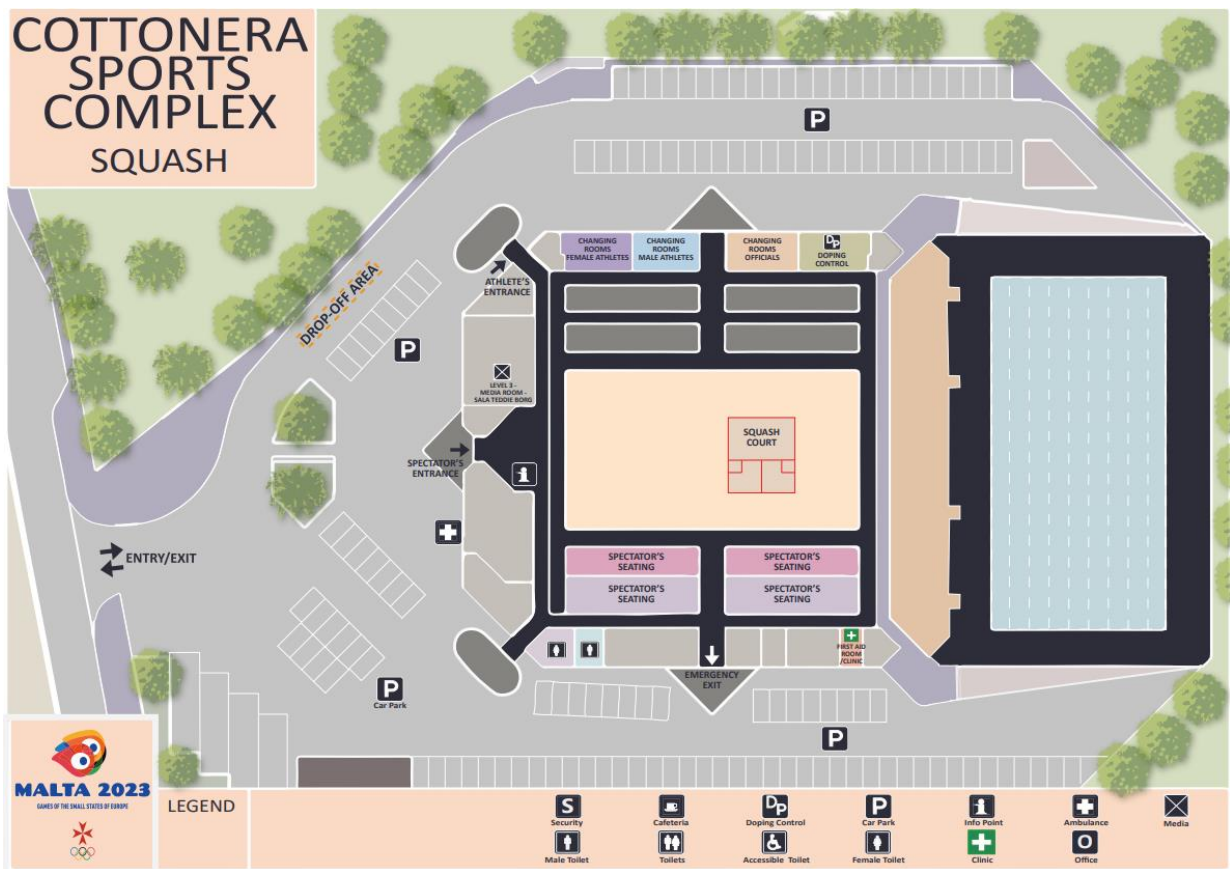 COTTONERA
SPORTS
COMPLEX
SQUASH
P
CHANGING
ROOMS
FEMALE ATHLETES
CHANGING
ROOMS
MALE ATHLETES
CHANGING
ROOMS
OFFICIALS
DP
DOPING
CONTROL
ATHLETE'S
ENTRANCE
DROP-OFF AREA
P
LEVEL 3 -
MEDIA ROOM -
SALA TEDDIE BORG
SQUASH
COURT
SPECTATOR'S
ENTRANCE
i
ENTRY/EXIT
SPECTATOR'S
SEATING
SPECTATOR'S
SEATING
SPECTATOR'S
SEATING
SPECTATOR'S
SEATING
FIRST AID
ROOM
/CLINIC
EMERGENCY
EXIT
P
Car Park
P
MALTA 2023
GAMES OF THE SMALL STATES OF EUROPE
LEGEND
S
Security
Cafeteria
DP
Doping Control
P
Car Park
i
Info Point
Ambulance
Media
Male Toilet
Toilets
Accessible Toilet
Female Toilet
Clinic
O
Office